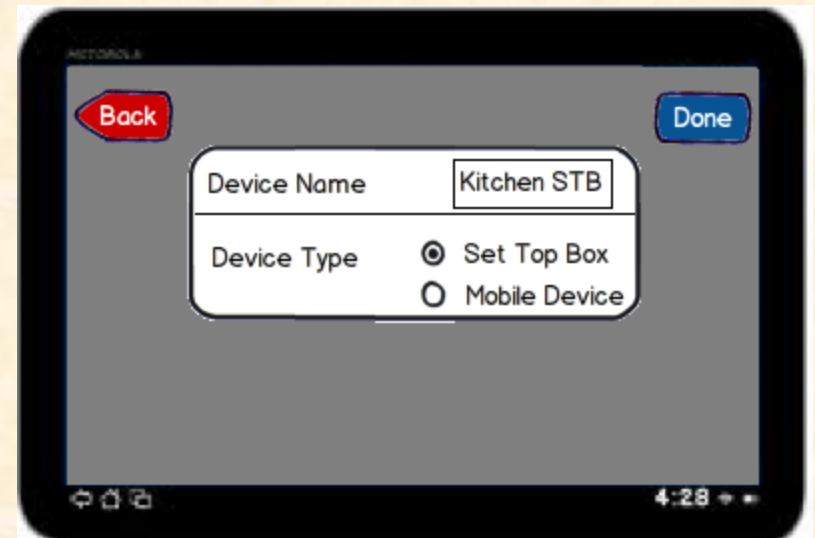 MOTOROLA
Back
Done
Device Name
Kitchen STB
Device Type
Set Top Box
Mobile Device
4:28